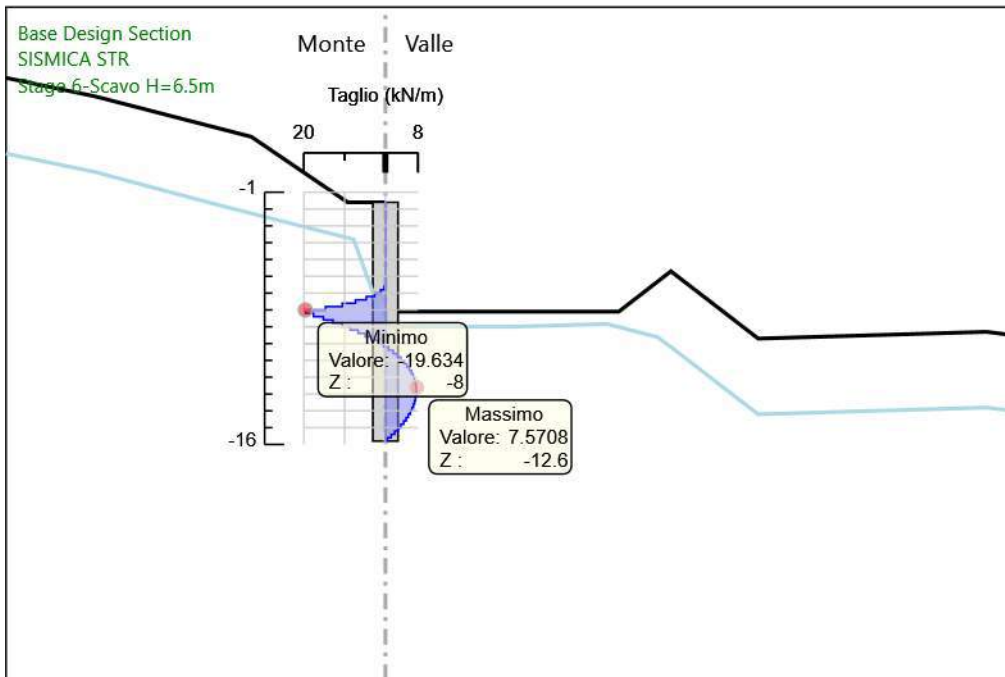 Base Design Section
SISMICA STR
Stage 6-Scavo H=6.5m
Monte Valle
Taglio (kN/m)
20 8
-1
Minimo
Valore: -19.634
Z : -8
Massimo
Valore: 7.5708
Z : -12.6
-16